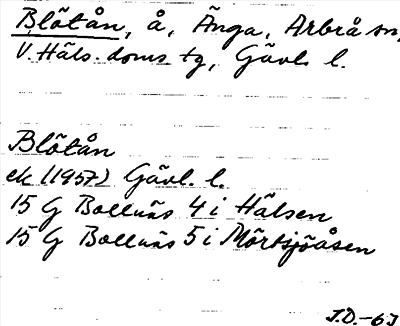 Blötån, å, Änga, Arbrå sn,
V. Häls. doms tg, Gävl. l.
Blötån
ek (1957) Gävl. l.
15 G Bollnäs 4 i Hälsen
15 G Bollnäs 5 i Mörtsjöåsen
J.D.-63